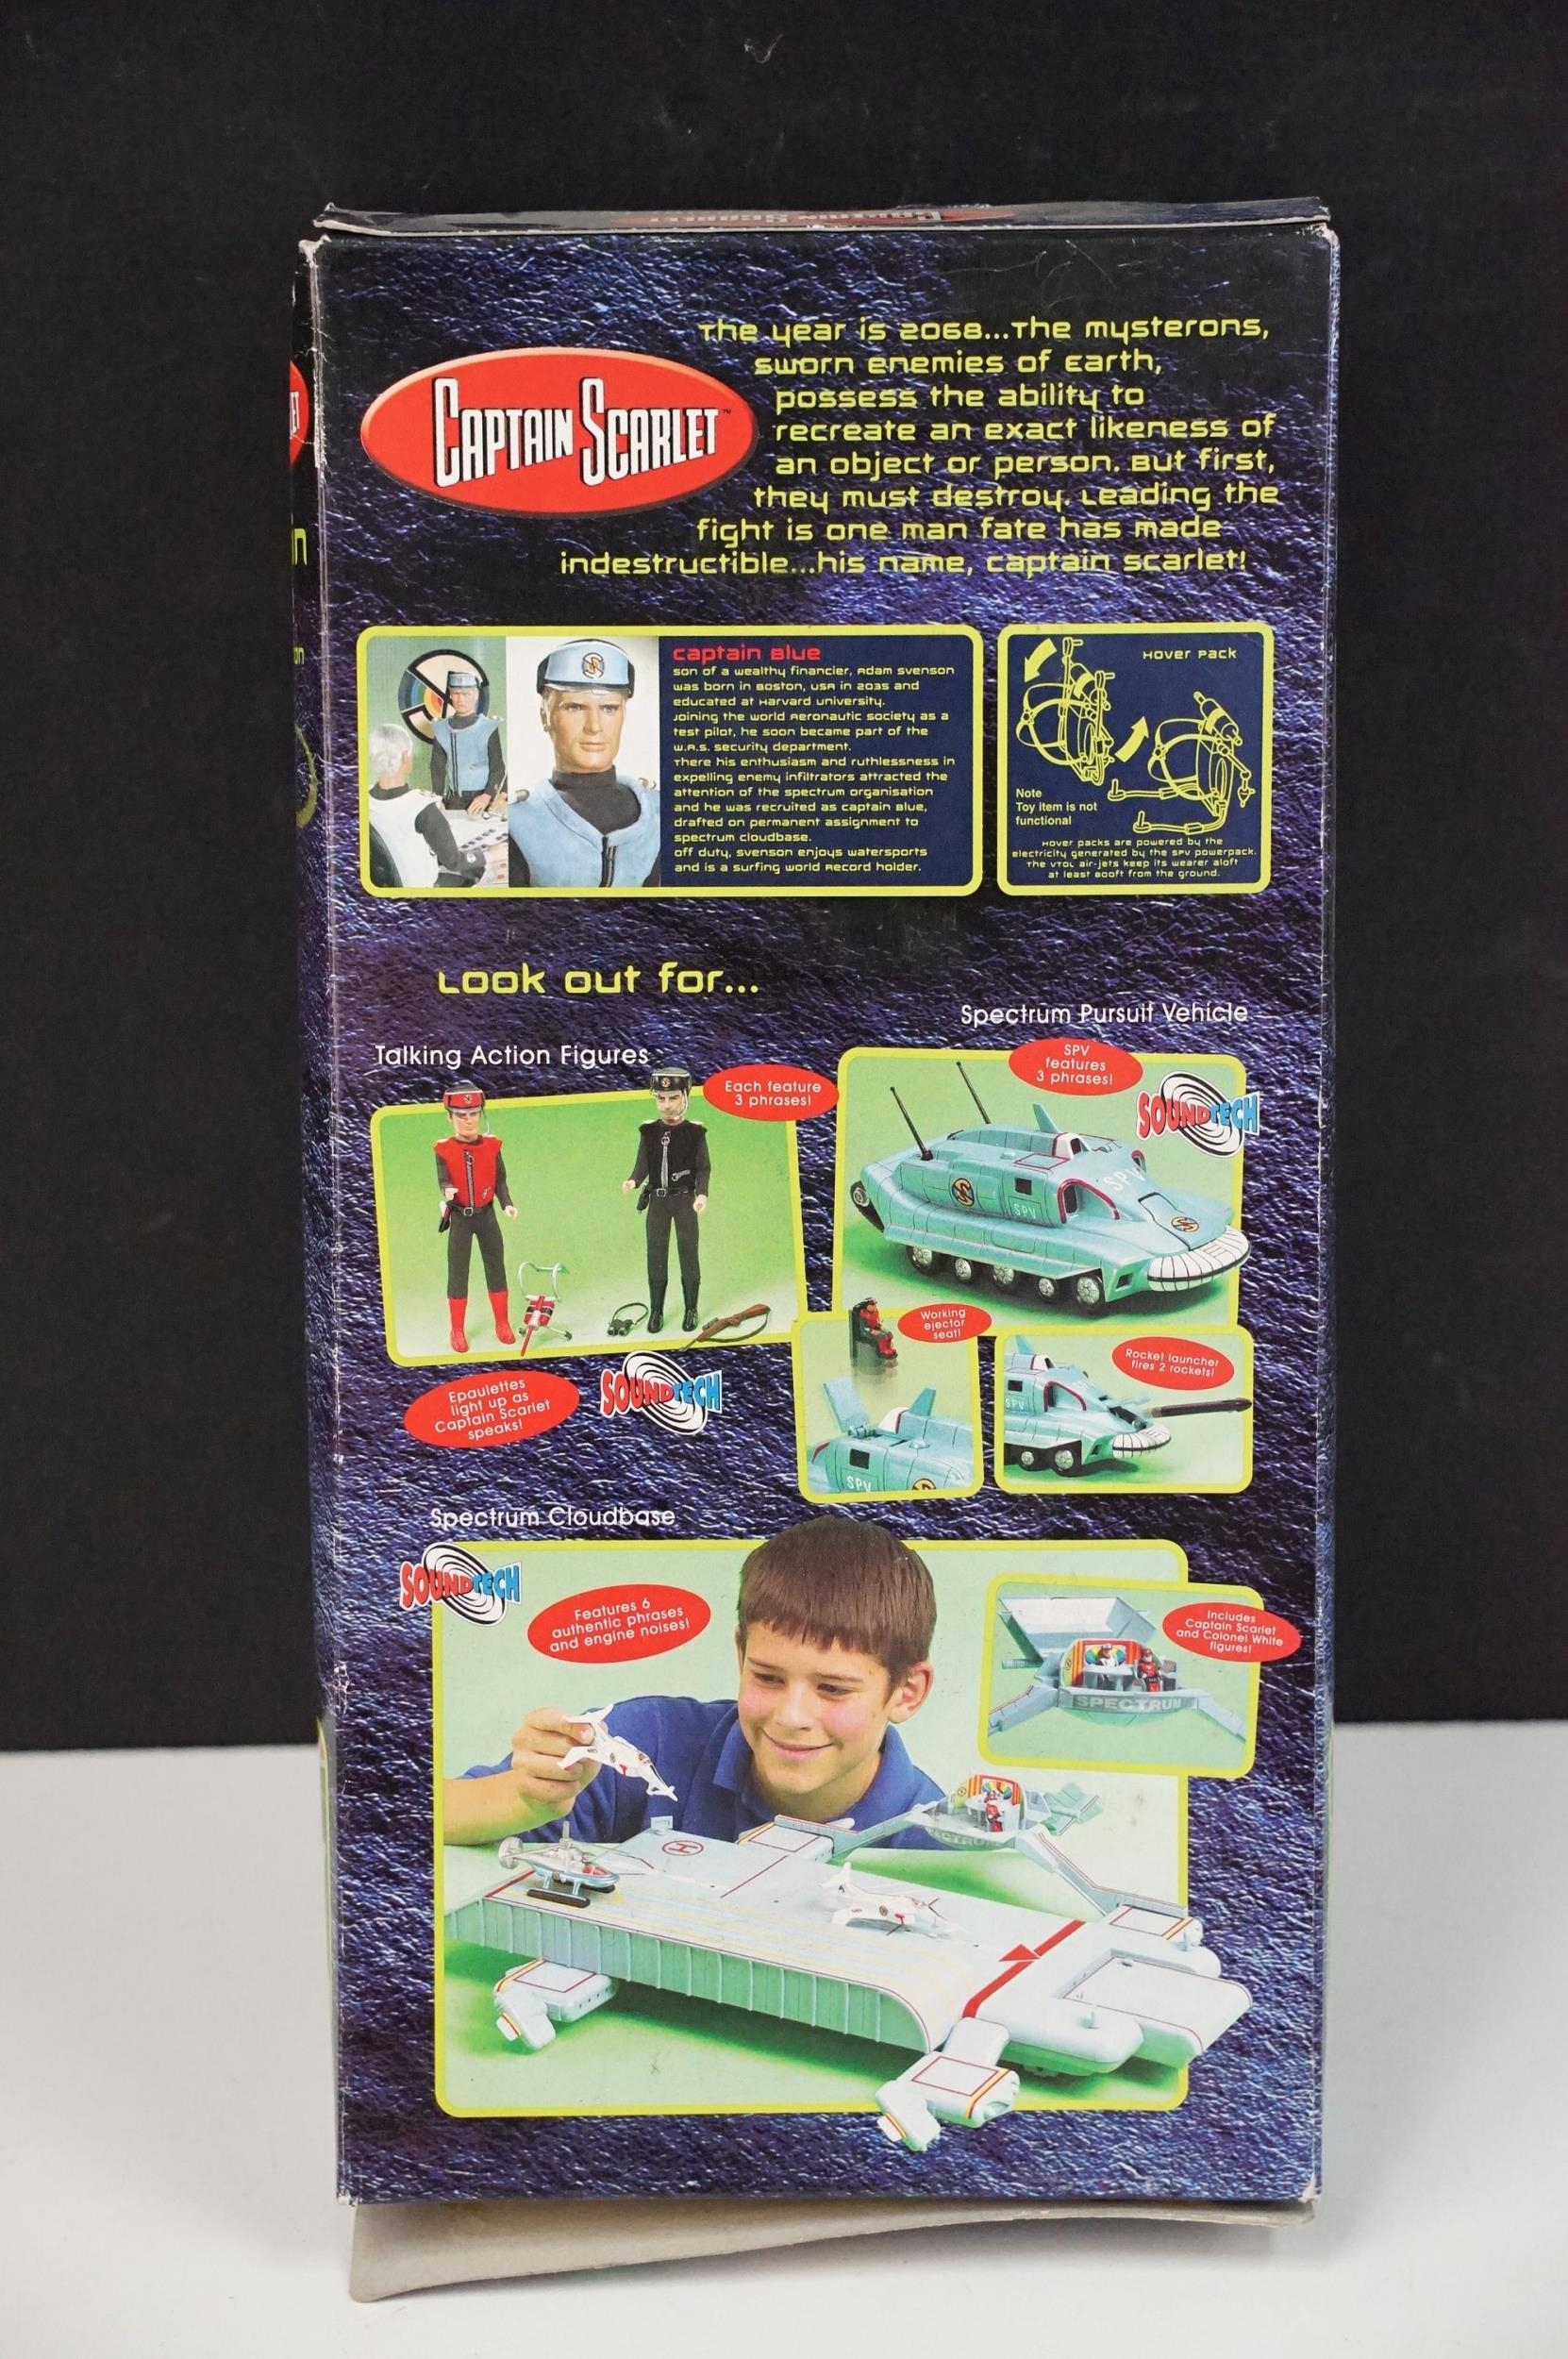 CAPTAIN SCARLET
CAPTAIN SCARLET™
The year is 2068...The mysterons,
sworn enemies of Earth,
possess the ability to
recreate an exact likeness of
an object or person. But first,
they must destroy. Leading the
fight is one man fate has made
indestructible...his name, captain scarlet!
captain Blue
son of a wealthy financier, Adam svenson
was born in Boston, USA in 2035 and
educated at Harvard university.
Joining the world Aeronautic society as a
test pilot, he soon became part of the
W.A.S. security department.
There his enthusiasm and ruthlessness in
expelling enemy infiltrators attracted the
attention of the spectrum organisation
and he was recruited as captain Blue,
drafted on permanent assignment to
spectrum cloudbase.
off duty, svenson enjoys watersports
and is a surfing world Record holder.
Hover Pack
Note
Toy item is not
functional
Hover packs are powered by the
electricity generated by the SPV powerpack.
The VTOL air-jets keep its wearer aloft
at least 800ft from the ground.
Look out for...
Talking Action Figures
Each feature
3 phrases!
Epaulettes
light up as
Captain Scarlet
speaks!
SOUNDTECH
Spectrum Pursuit Vehicle
SPV
features
3 phrases!
SOUNDTECH
SPV
SPV
Working
ejector
seat!
SPV
Rocket launcher
fires 2 rockets!
SPV
Spectrum Cloudbase
SOUNDTECH
Features 6
authentic phrases
and engine noises!
Includes
Captain Scarlet
and Colonel White
figures!
SPECTRUM
H